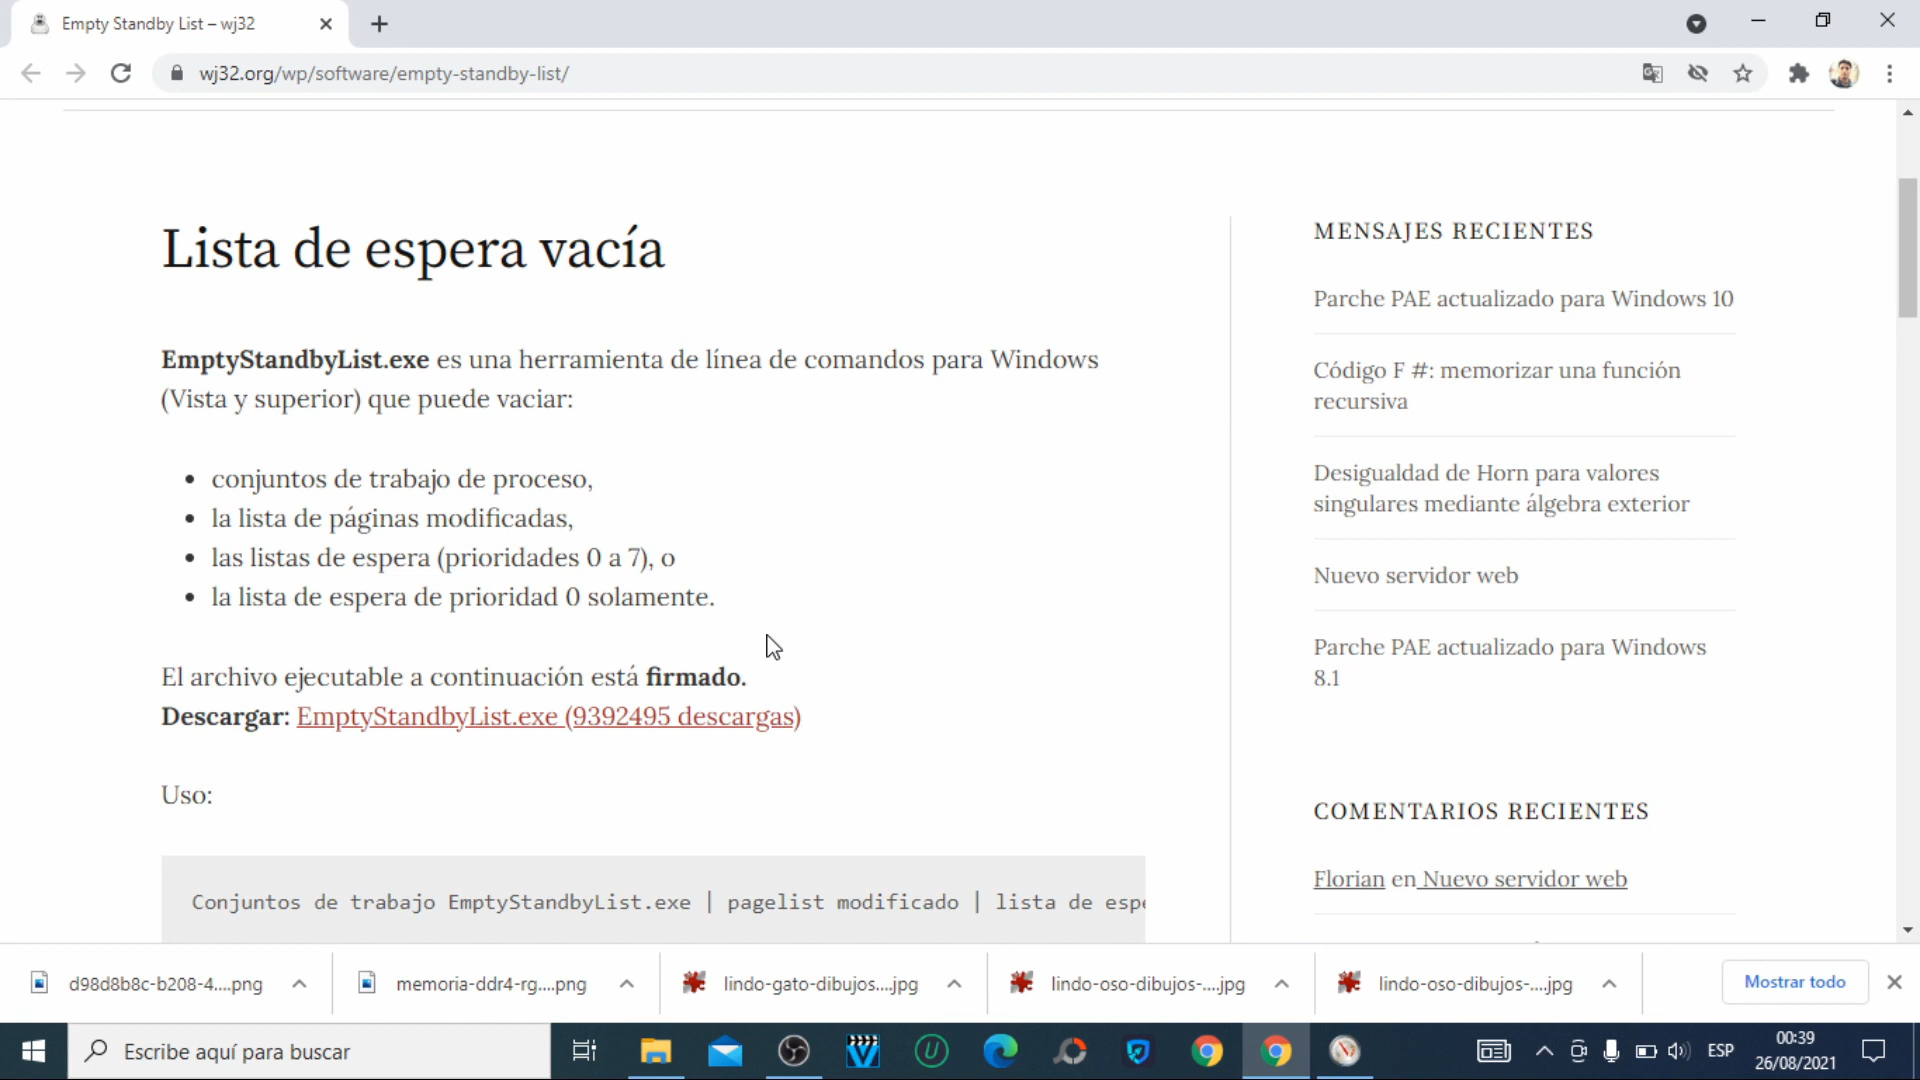 Empty Standby List – wj32
wj32.org/wp/software/empty-standby-list/
Lista de espera vacía
EmptyStandbyList.exe es una herramienta de línea de comandos para Windows
(Vista y superior) que puede vaciar:
conjuntos de trabajo de proceso,
la lista de páginas modificadas,
las listas de espera (prioridades 0 a 7), o
la lista de espera de prioridad 0 solamente.
El archivo ejecutable a continuación está firmado.
Descargar: EmptyStandbyList.exe (9392495 descargas)
Uso:
Conjuntos de trabajo EmptyStandbyList.exe | pagelist modificado | lista de espe
MENSAJES RECIENTES
Parche PAE actualizado para Windows 10
Código F #: memorizar una función
recursiva
Desigualdad de Horn para valores
singulares mediante álgebra exterior
Nuevo servidor web
Parche PAE actualizado para Windows
8.1
COMENTARIOS RECIENTES
Florian en Nuevo servidor web
d98d8b8c-b208-4....png
memoria-ddr4-rg....png
lindo-gato-dibujos....jpg
lindo-oso-dibujos-....jpg
lindo-oso-dibujos-....jpg
Mostrar todo
Escribe aquí para buscar
ESP
00:39
26/08/2021